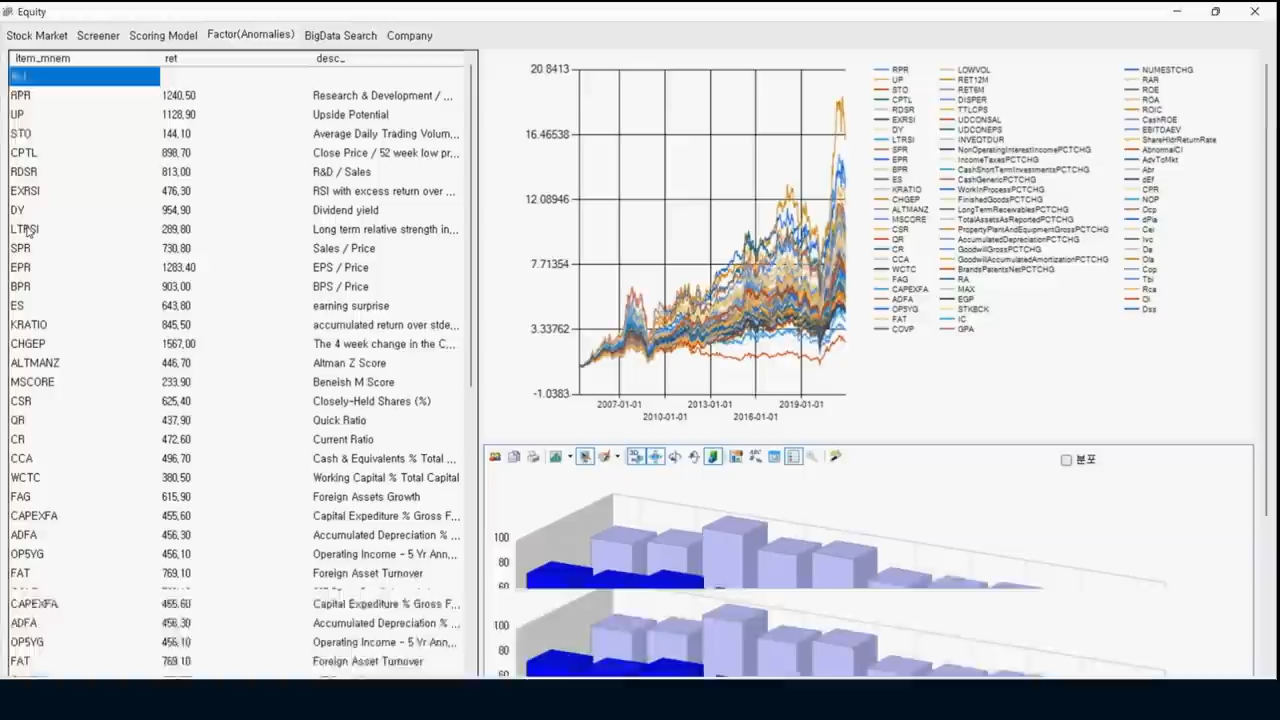 Equity
Stock Market Screener Scoring Model Factor(Anomalies) BigData Search Company
item_mnem ret desc_
RPR 1240,50 Research & Development / ...
UP 1128,90 Upside Potential
STO 144,10 Average Daily Trading Volum...
CPTL 898,70 Close Price / 52 week low pr...
RDSR 813,00 R&D / Sales
EXRSI 476,30 RSI with excess return over ...
DY 954,90 Dividend yield
LTRSI 289,80 Long term relative strength in...
SPR 730,80 Sales / Price
EPR 1283,40 EPS / Price
BPR 903,00 BPS / Price
ES 643,80 earning surprise
KRATIO 845,50 accumulated return over stde...
CHGEP 1567,00 The 4 week change in the C...
ALTMANZ 446,70 Altman Z Score
MSCORE 233,90 Beneish M Score
CSR 625,40 Closely-Held Shares (%)
QR 437,90 Quick Ratio
CR 472,60 Current Ratio
CCA 496,70 Cash & Equivalents % Total ...
WCTC 380,50 Working Capital % Total Capital
FAG 615,90 Foreign Assets Growth
CAPEXFA 455,60 Capital Expediture % Gross F...
ADFA 456,30 Accumulated Depreciation % ...
OP5YG 456,10 Operating Income - 5 Yr Ann...
FAT 769,10 Foreign Asset Turnover
CAPEXFA 455,60 Capital Expediture % Gross F...
ADFA 456,30 Accumulated Depreciation % ...
OP5YG 456,10 Operating Income - 5 Yr Ann...
FAT 769,10 Foreign Asset Turnover
20.8413
16.46538
12.08946
7.71354
3.33762
-1.0383
2007-01-01 2013-01-01 2019-01-01
2010-01-01 2016-01-01
RPR LOWVOL NUMESTCHG
UP RET12M RAR
STO RET6M ROE
CPTL DISPER ROA
RDSR TTLCPS ROIC
EXRSI UDCONSAL CashROE
DY UDCONEPS EBITDAEV
LTRSI INVEQTDUR ShareHldrReturnRate
SPR NonOperatingInterestIncomePCTCHG AbnormalCI
EPR IncomeTaxesPCTCHG AdvToMkt
BPR CashShortTermInvestmentsPCTCHG Abr
ES CashGenericPCTCHG dEf
KRATIO WorkInProcessPCTCHG CPR
CHGEP FinishedGoodsPCTCHG NOP
ALTMANZ LongTermReceivablesPCTCHG Ocp
MSCORE TotalAssetsAsReportedPCTCHG dPia
CSR PropertyPlantAndEquipmentGrossPCTCHG Cei
QR AccumulatedDepreciationPCTCHG Ivc
CR GoodwillGrossPCTCHG Oa
CCA GoodwillAccumulatedAmortizationPCTCHG Ola
WCTC BrandsPatentsNetPCTCHG Cop
FAG RA Tbi
CAPEXFA MAX Rca
ADFA EGP Ol
OP5YG STKBCK Dss
FAT IC
COVP GPA
분포
100
80
60
100
80
60